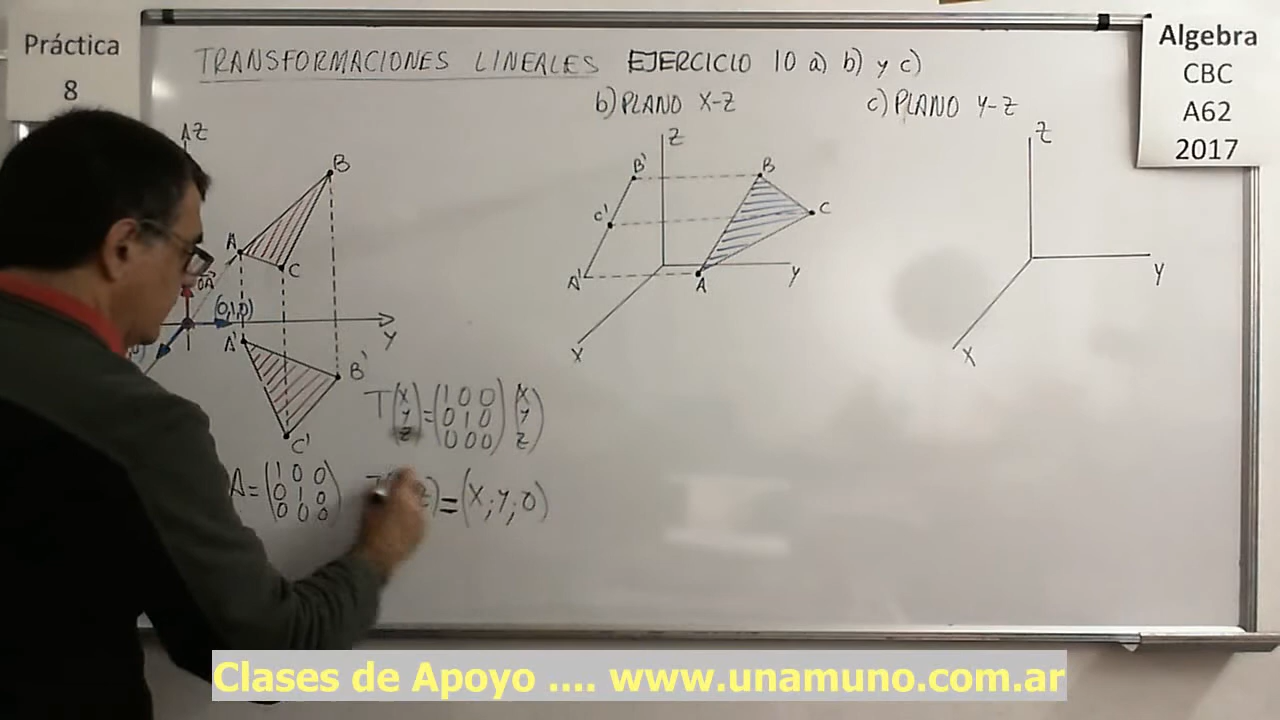 Práctica
8
TRANSFORMACIONES LINEALES EJERCICIO 10 a) b) y c)
Algebra
CBC
A62
2017
Z
B
A
C
OA
(0,1,0)
Y
A'
B'
C'
T(x y z) = (1 0 0 0 1 0 0 0 0) (x y z)
A = (1 0 0 0 1 0 0 0 0)
= (X; Y; 0)
b) PLANO X-Z
Z
B'
B
C'
C
A'
A
Y
X
c) PLANO Y-Z
Z
Y
X
Clases de Apoyo .... www.unamuno.com.ar